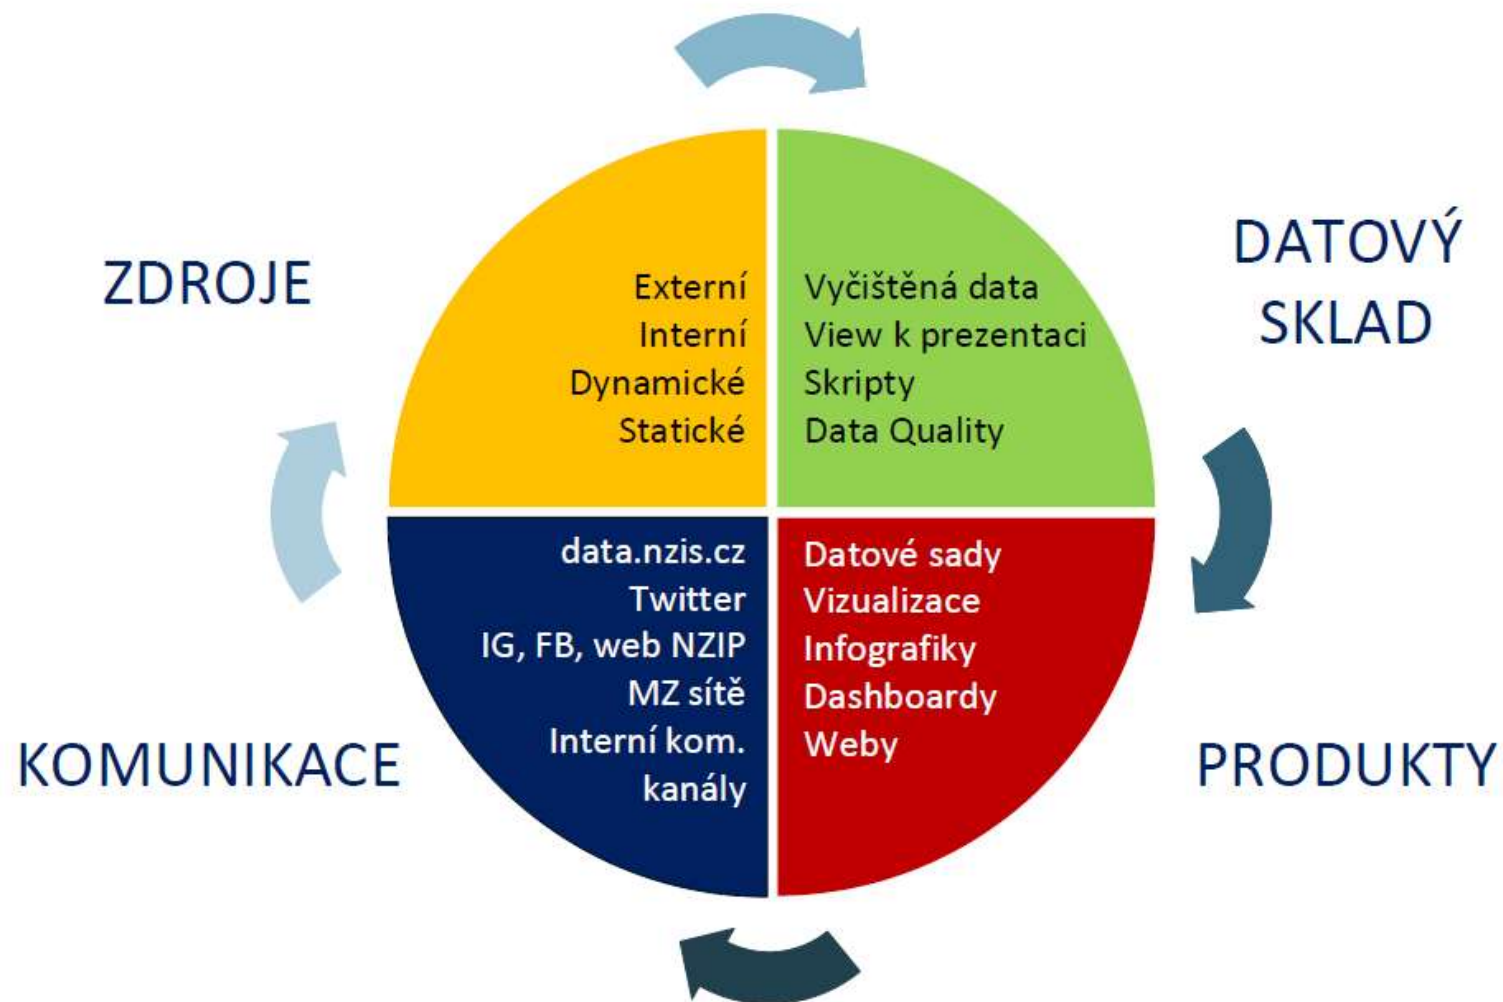 ZDROJE
Externí
Interní
Dynamické
Statické
DATOVÝ
SKLAD
Vyčištěná data
View k prezentaci
Skripty
Data Quality
KOMUNIKACE
data.nzis.cz
Twitter
IG, FB, web NZIP
MZ sítě
Interní kom.
kanály
PRODUKTY
Datové sady
Vizualizace
Infografiky
Dashboardy
Weby